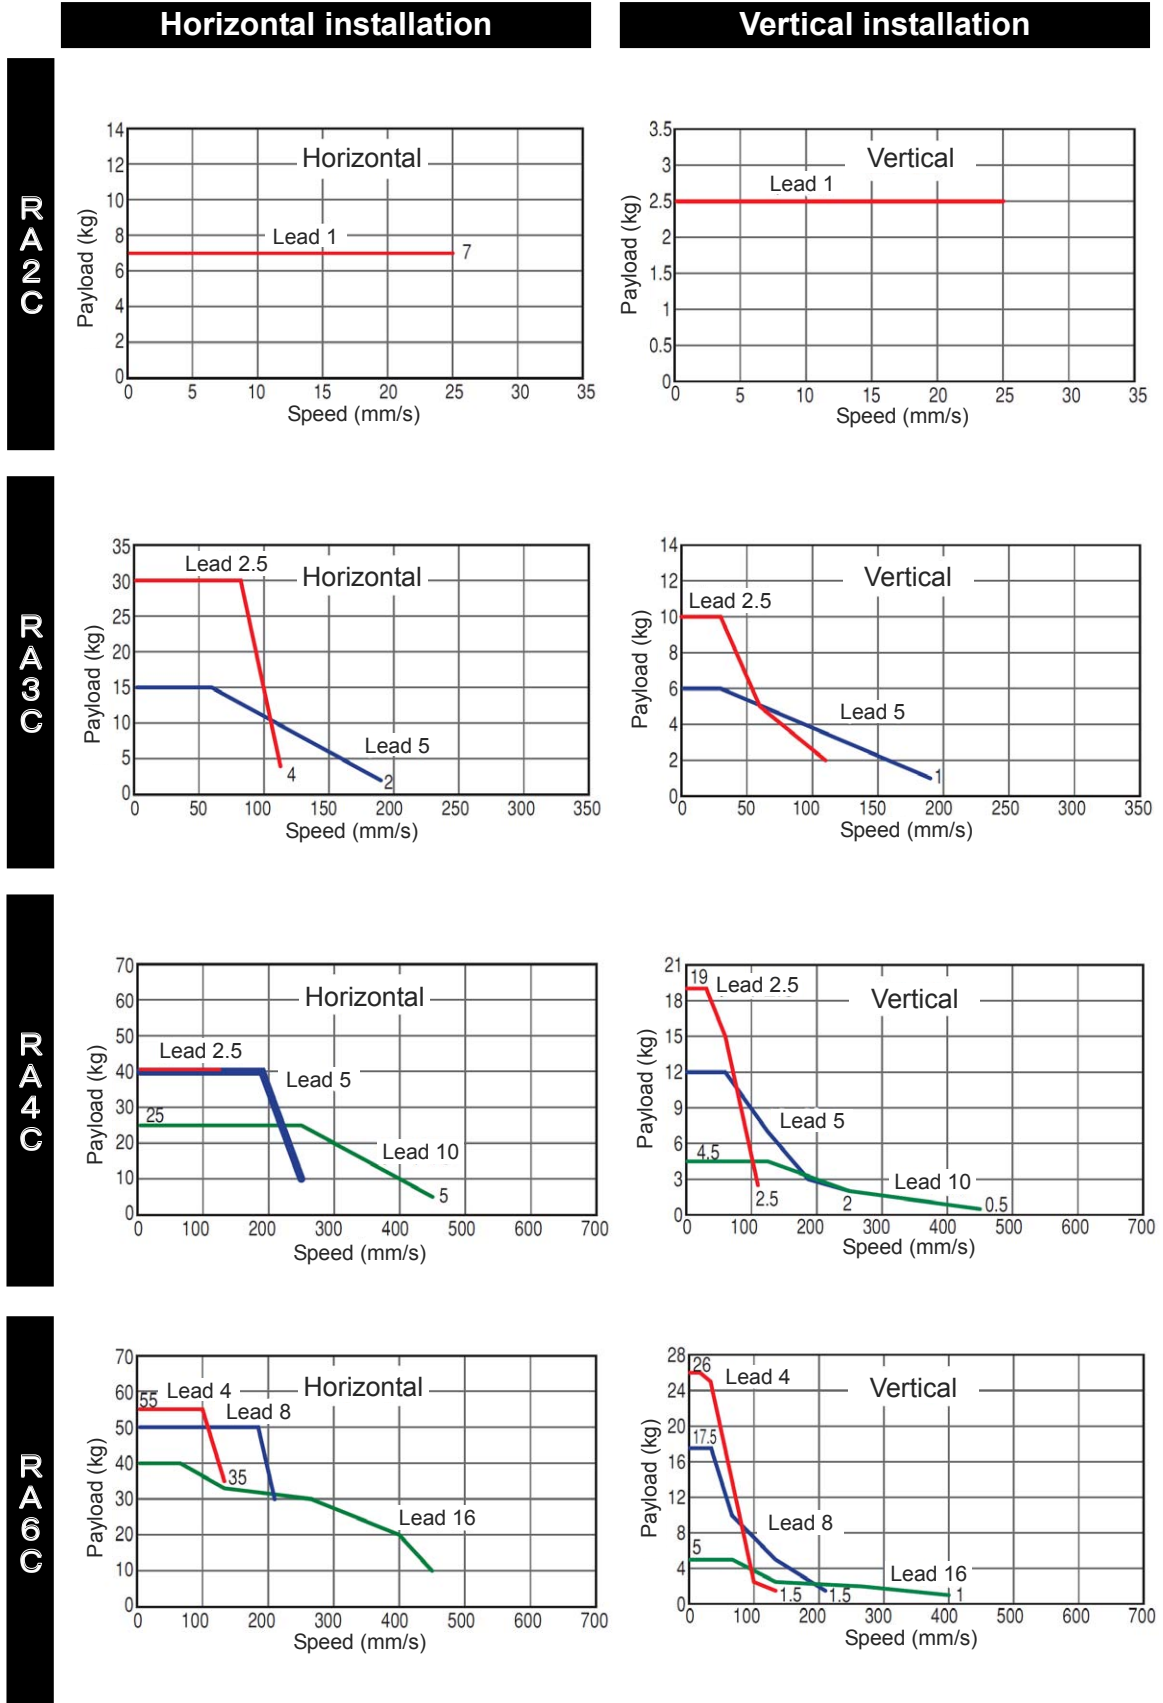 Horizontal installation
Vertical installation
RA2C
14
12
10
8
6
4
2
0
Payload (kg)
Horizontal
Lead 1
7
0 5 10 15 20 25 30 35
Speed (mm/s)
3.5
3
2.5
2
1.5
1
0.5
0
Payload (kg)
Vertical
Lead 1
0 5 10 15 20 25 30 35
Speed (mm/s)
RA3C
35
30
25
20
15
10
5
0
Payload (kg)
Lead 2.5
Horizontal
Lead 5
4
2
0 50 100 150 200 250 300 350
Speed (mm/s)
14
12
10
8
6
4
2
0
Payload (kg)
Vertical
Lead 2.5
Lead 5
1
0 50 100 150 200 250 300 350
Speed (mm/s)
RA4C
70
60
50
40
30
20
10
0
Payload (kg)
Horizontal
Lead 2.5
Lead 5
25
Lead 10
5
0 100 200 300 400 500 600 700
Speed (mm/s)
21
18
15
12
9
6
3
0
Payload (kg)
19
Lead 2.5
Vertical
Lead 5
4.5
Lead 10
2.5
2
0.5
0 100 200 300 400 500 600 700
Speed (mm/s)
RA6C
70
60
50
40
30
20
10
0
Payload (kg)
55
Lead 4
Horizontal
Lead 8
35
Lead 16
0 100 200 300 400 500 600 700
Speed (mm/s)
28
24
20
16
12
8
4
0
Payload (kg)
26
Lead 4
Vertical
17.5
Lead 8
5
Lead 16
1.5
1.5
1
0 100 200 300 400 500 600 700
Speed (mm/s)